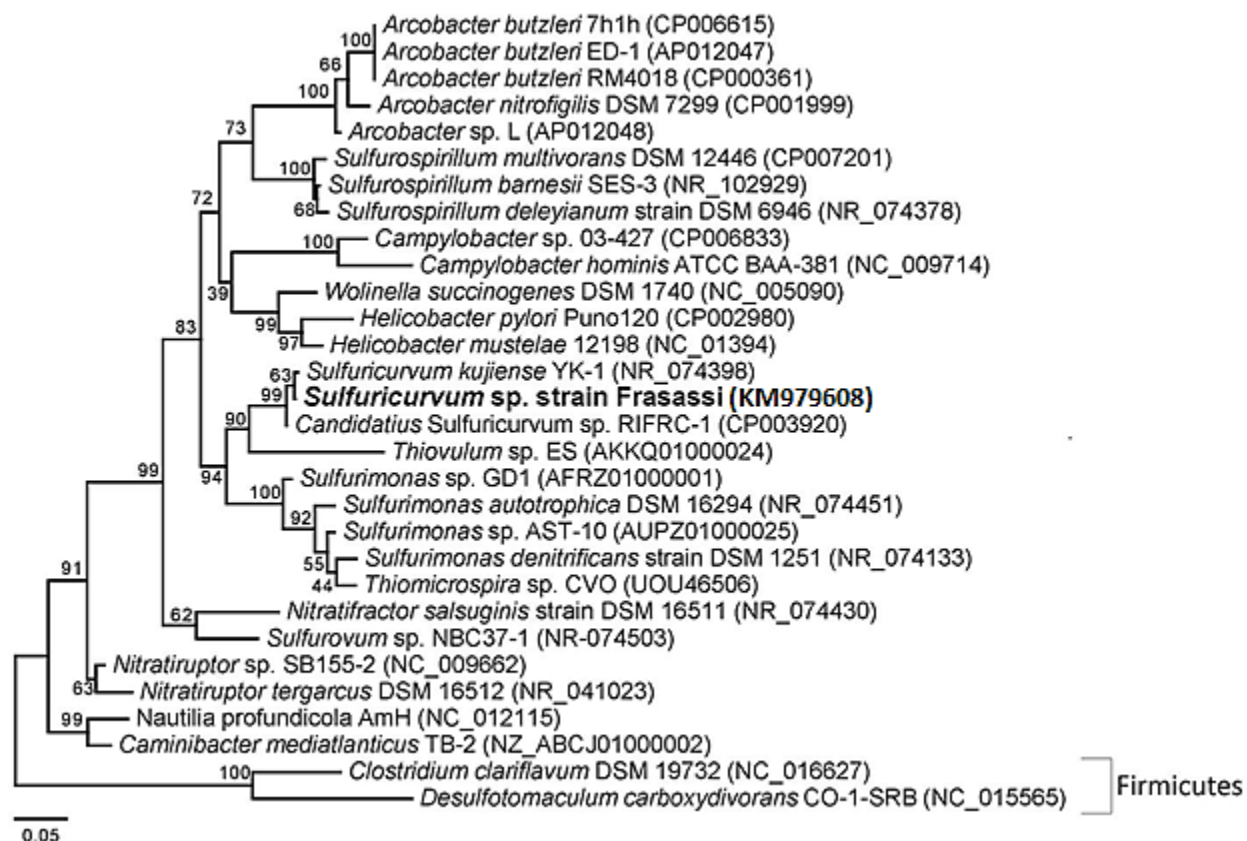 Arcobacter butzleri 7h1h (CP006615)
100
Arcobacter butzleri ED-1 (AP012047)
66
Arcobacter butzleri RM4018 (CP000361)
100
Arcobacter nitrofigilis DSM 7299 (CP001999)
73
Arcobacter sp. L (AP012048)
Sulfurospirillum multivorans DSM 12446 (CP007201)
100
Sulfurospirillum barnesii SES-3 (NR_102929)
72
68
Sulfurospirillum deleyianum strain DSM 6946 (NR_074378)
100
Campylobacter sp. 03-427 (CP006833)
Campylobacter hominis ATCC BAA-381 (NC_009714)
39
Wolinella succinogenes DSM 1740 (NC_005090)
83
99
Helicobacter pylori Puno120 (CP002980)
97
Helicobacter mustelae 12198 (NC_01394)
63
Sulfuricurvum kujiense YK-1 (NR_074398)
99
Sulfuricurvum sp. strain Frasassi (KM979608)
90
Candidatius Sulfuricurvum sp. RIFRC-1 (CP003920)
Thiovulum sp. ES (AKKQ01000024)
99
94
Sulfurimonas sp. GD1 (AFRZ01000001)
100
Sulfurimonas autotrophica DSM 16294 (NR_074451)
92
Sulfurimonas sp. AST-10 (AUPZ01000025)
55
Sulfurimonas denitrificans strain DSM 1251 (NR_074133)
91
44
Thiomicrospira sp. CVO (UOU46506)
62
Nitratifractor salsuginis strain DSM 16511 (NR_074430)
Sulfurovum sp. NBC37-1 (NR-074503)
Nitratiruptor sp. SB155-2 (NC_009662)
63
Nitratiruptor tergarcus DSM 16512 (NR_041023)
99
Nautilia profundicola AmH (NC_012115)
Caminibacter mediatlanticus TB-2 (NZ_ABCJ01000002)
100
Clostridium clariflavum DSM 19732 (NC_016627)
Firmicutes
Desulfotomaculum carboxydivorans CO-1-SRB (NC_015565)
0.05